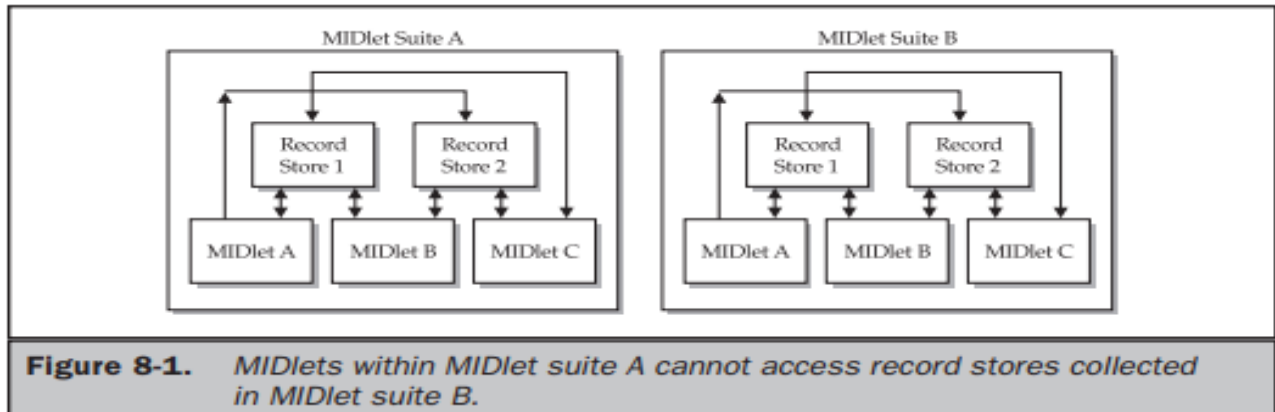 MIDlet Suite A
MIDlet Suite B
Record
Store 1
Record
Store 2
Record
Store 1
Record
Store 2
MIDlet A
MIDlet B
MIDlet C
MIDlet A
MIDlet B
MIDlet C
Figure 8-1. MIDlets within MIDlet suite A cannot access record stores collected
in MIDlet suite B.